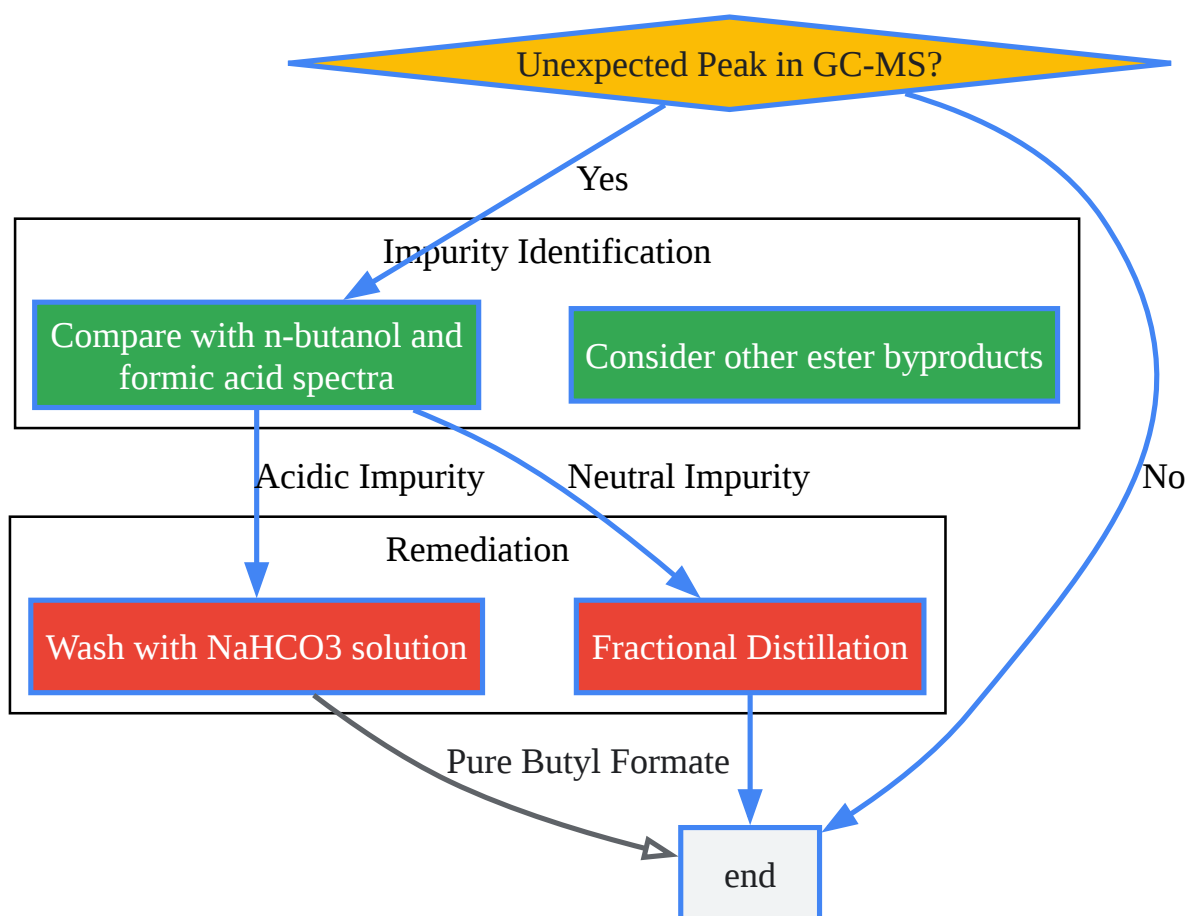 Unexpected Peak in GC-MS?
Yes
Impurity Identification
Compare with n-butanol and
formic acid spectra
Consider other ester byproducts
Acidic Impurity
Neutral Impurity
No
Remediation
Wash with NaHCO3 solution
Fractional Distillation
Pure Butyl Formate
end